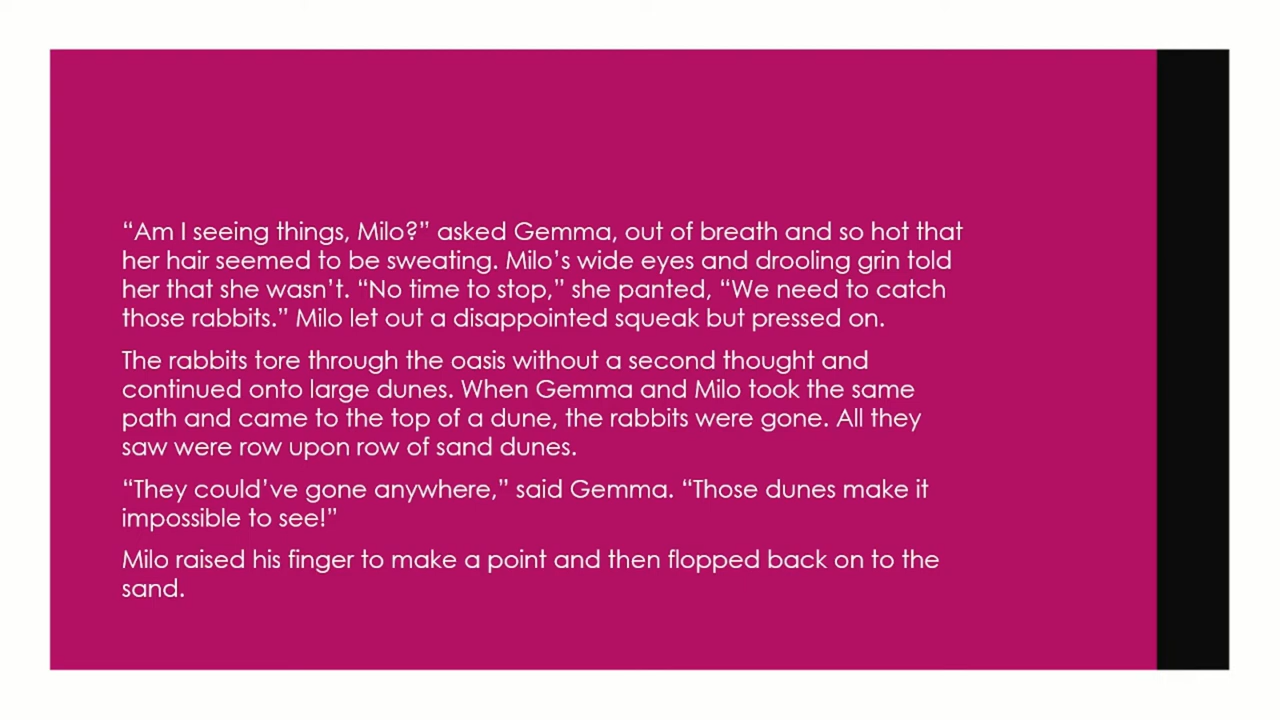 “Am I seeing things, Milo?” asked Gemma, out of breath and so hot that
her hair seemed to be sweating. Milo’s wide eyes and drooling grin told
her that she wasn’t. “No time to stop,” she panted, “We need to catch
those rabbits.” Milo let out a disappointed squeak but pressed on.
The rabbits tore through the oasis without a second thought and
continued onto large dunes. When Gemma and Milo took the same
path and came to the top of a dune, the rabbits were gone. All they
saw were row upon row of sand dunes.
“They could’ve gone anywhere,” said Gemma. “Those dunes make it
impossible to see!”
Milo raised his finger to make a point and then flopped back on to the
sand.